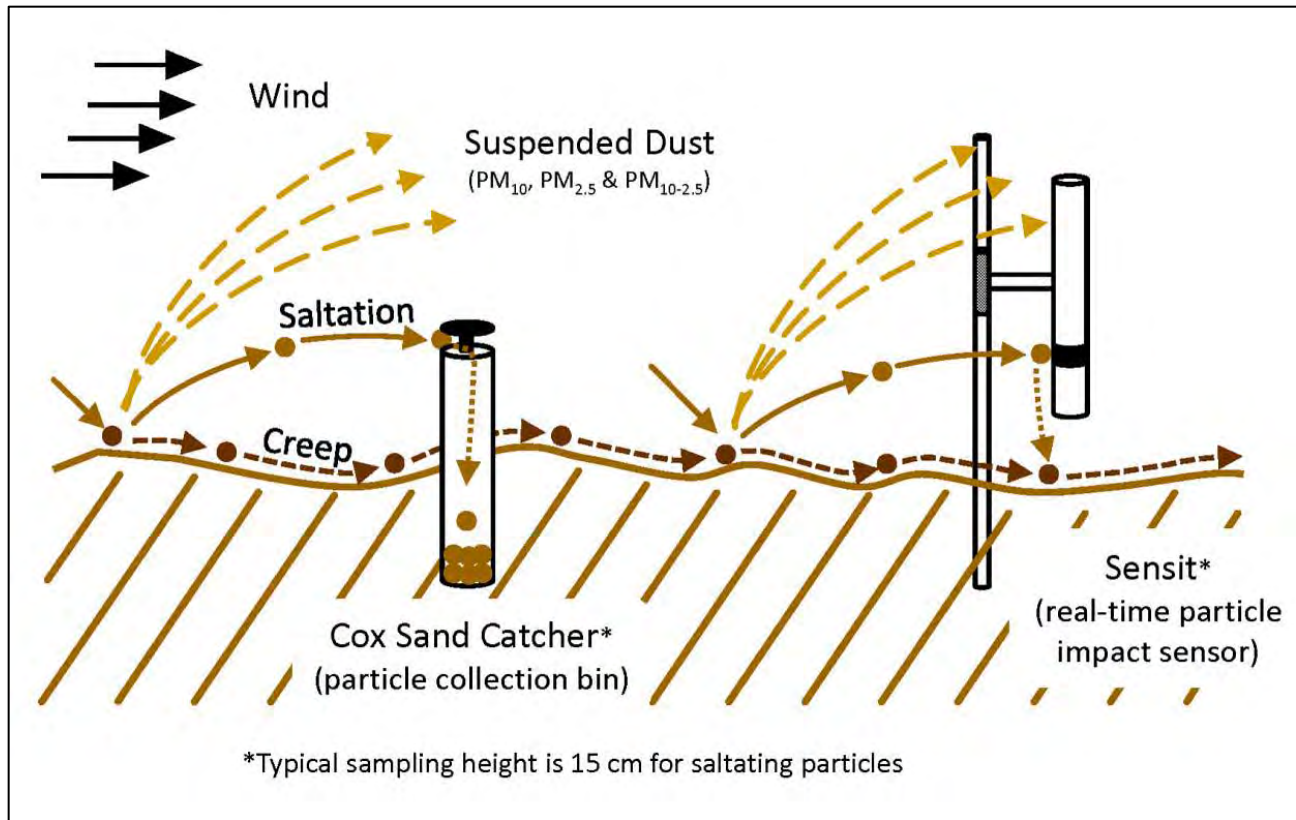 Wind
Suspended Dust
(PM₁₀, PM₂.₅ & PM₁₀₋₂.₅)
Saltation
Creep
Cox Sand Catcher*
(particle collection bin)
Sensit*
(real-time particle
impact sensor)
*Typical sampling height is 15 cm for saltating particles